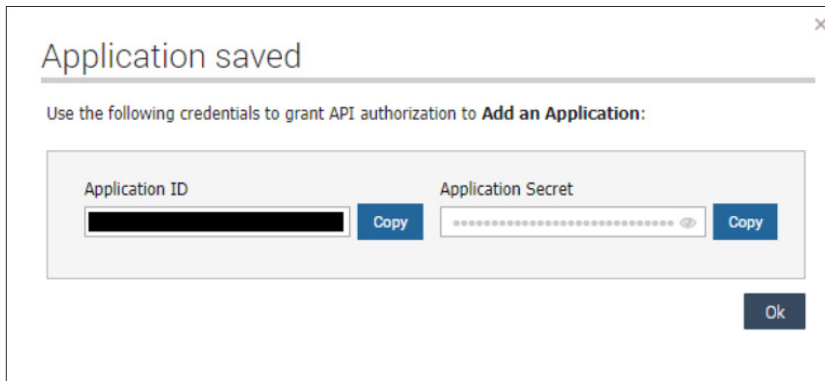 Application saved
Use the following credentials to grant API authorization to Add an Application:
Application ID Application Secret
Copy Copy
Ok